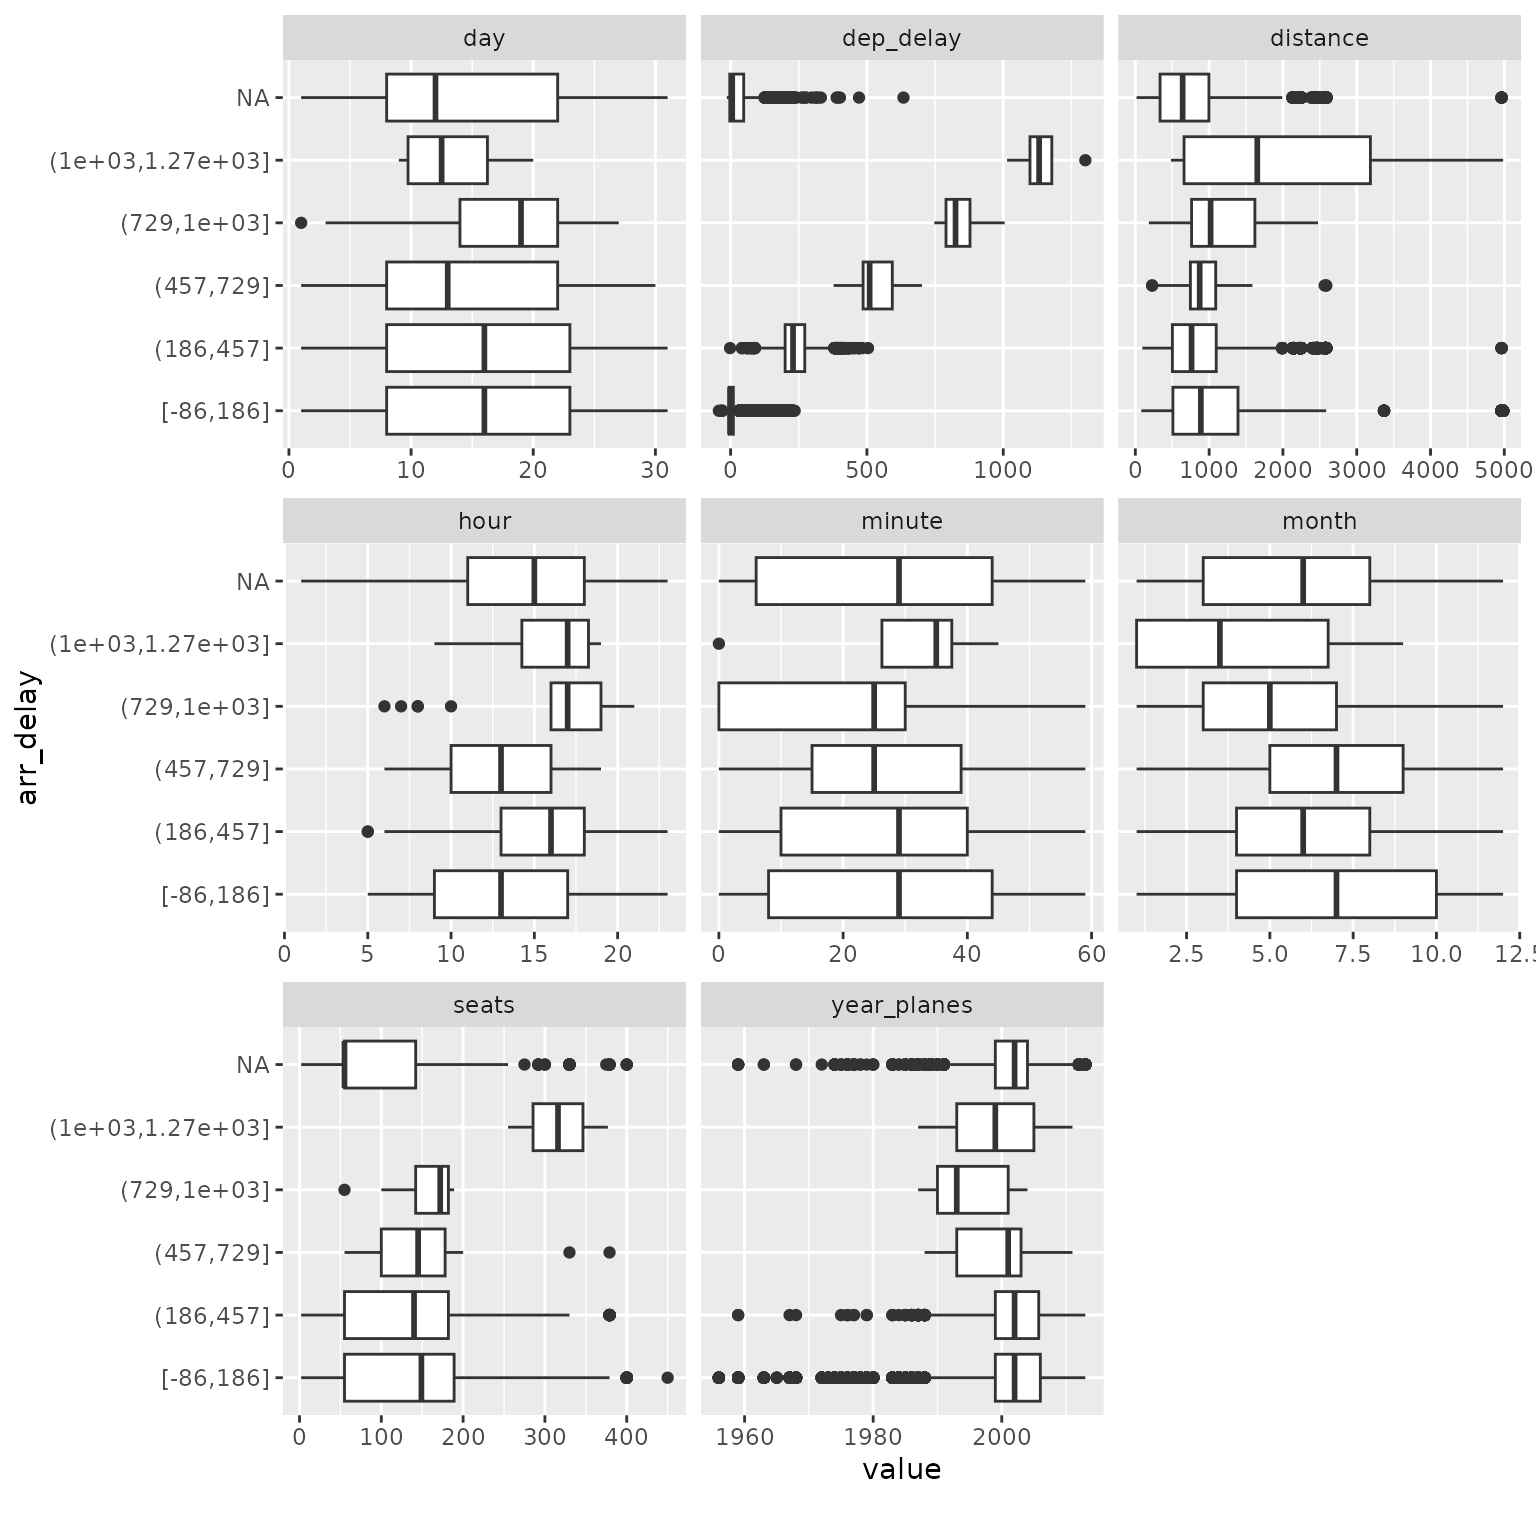 day
dep_delay
distance
NA
(1e+03,1.27e+03]
(729,1e+03]
(457,729]
(186,457]
[-86,186]
0 10 20 30
0 500 1000
0 1000 2000 3000 4000 5000
hour
minute
month
NA
(1e+03,1.27e+03]
(729,1e+03]
(457,729]
(186,457]
[-86,186]
0 5 10 15 20
0 20 40 60
2.5 5.0 7.5 10.0 12.5
arr_delay
seats
year_planes
NA
(1e+03,1.27e+03]
(729,1e+03]
(457,729]
(186,457]
[-86,186]
0 100 200 300 400
1960 1980 2000
value